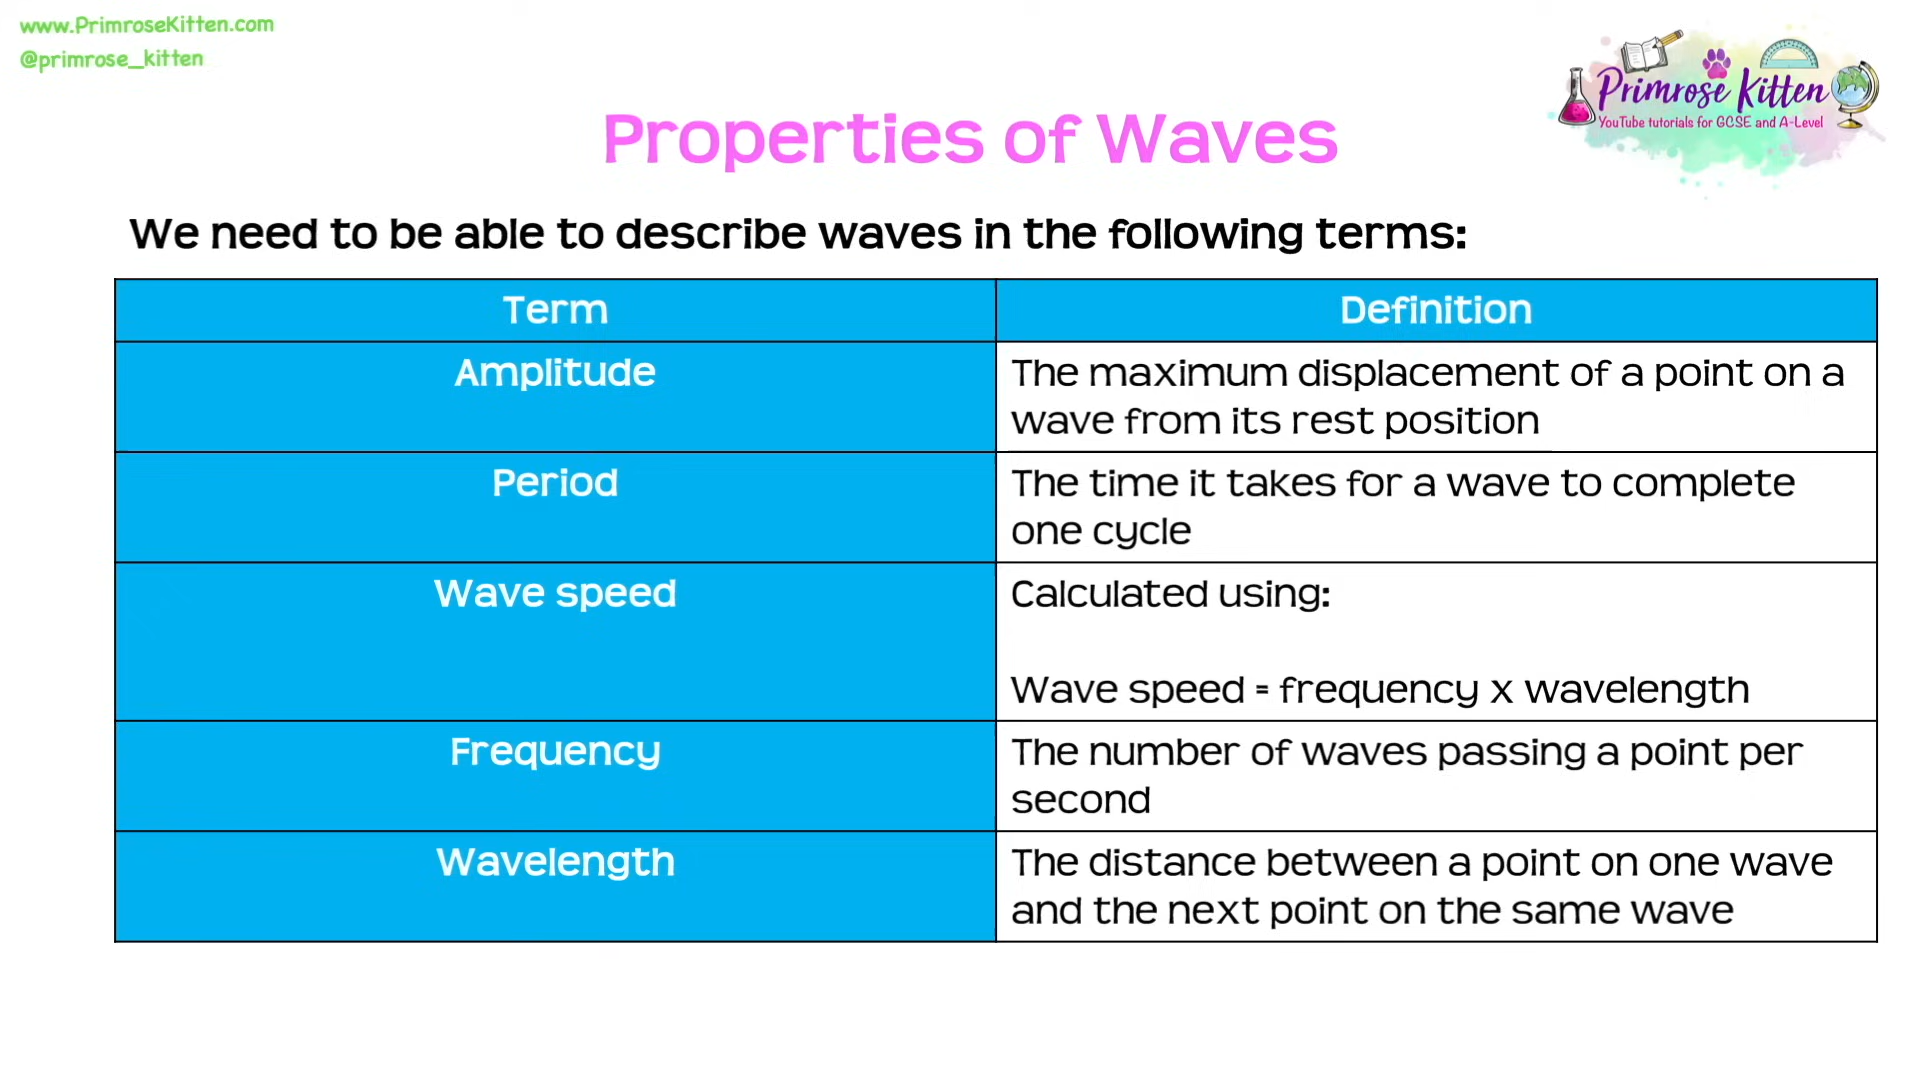 www.PrimroseKitten.com
@primrose_kitten
Primrose Kitten
YouTube tutorials for GCSE and A-Level
Properties of Waves
We need to be able to describe waves in the following terms:
Term
Definition
Amplitude
The maximum displacement of a point on a
wave from its rest position
Period
The time it takes for a wave to complete
one cycle
Wave speed
Calculated using:
Wave speed = frequency x wavelength
Frequency
The number of waves passing a point per
second
Wavelength
The distance between a point on one wave
and the next point on the same wave